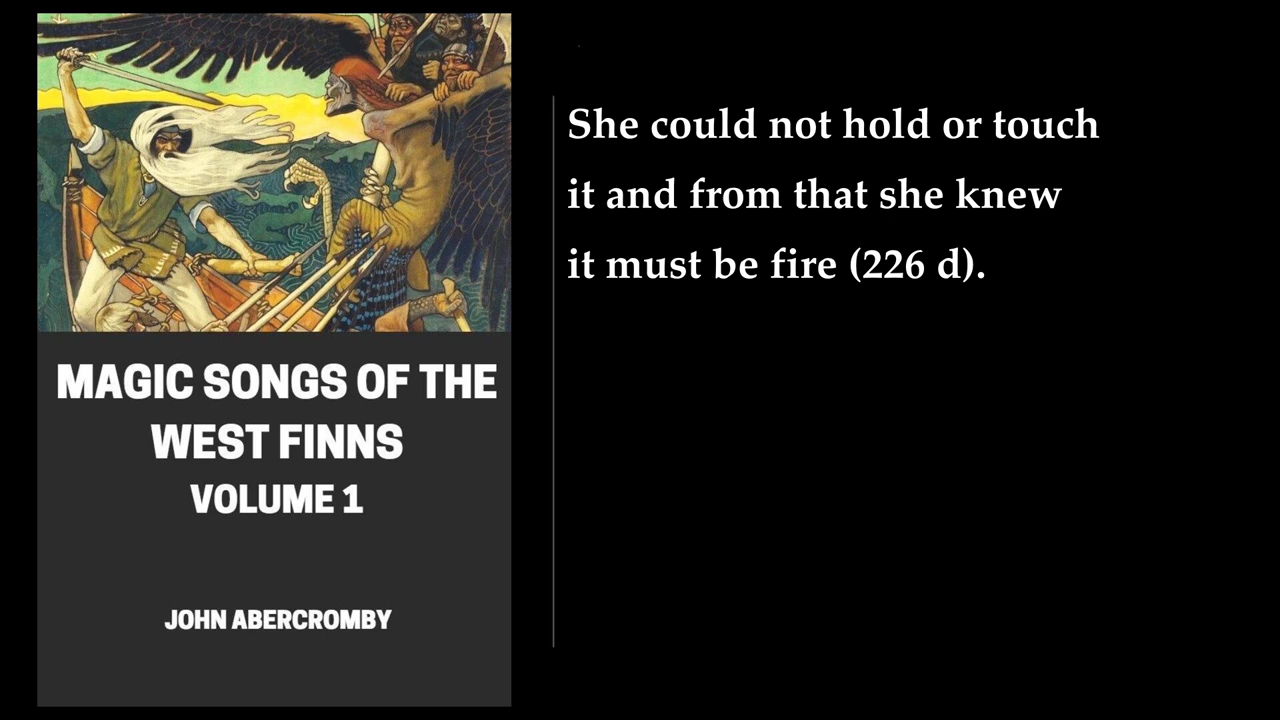 MAGIC SONGS OF THE
WEST FINNS
VOLUME 1
JOHN ABERCROMBY
She could not hold or touch
it and from that she knew
it must be fire (226 d).